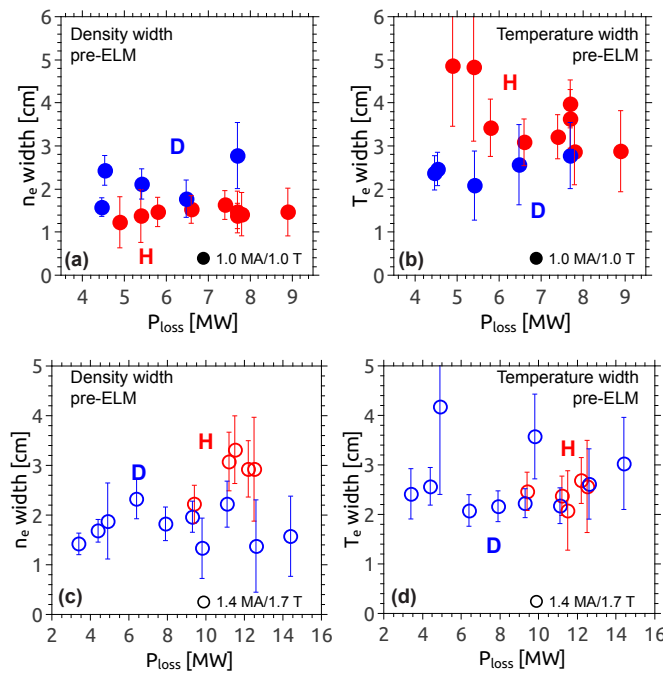 6
5
4
3
2
1
0
n_e width [cm]
Density width
pre-ELM
D
H
(a)
1.0 MA/1.0 T
4 5 6 7 8 9
P_loss [MW]
6
5
4
3
2
1
0
T_e width [cm]
Temperature width
pre-ELM
H
D
(b)
1.0 MA/1.0 T
4 5 6 7 8 9
P_loss [MW]
5
4
3
2
1
0
n_e width [cm]
Density width
pre-ELM
H
D
(c)
1.4 MA/1.7 T
2 4 6 8 10 12 14 16
P_loss [MW]
5
4
3
2
1
0
T_e width [cm]
Temperature width
pre-ELM
H
D
(d)
1.4 MA/1.7 T
2 4 6 8 10 12 14 16
P_loss [MW]